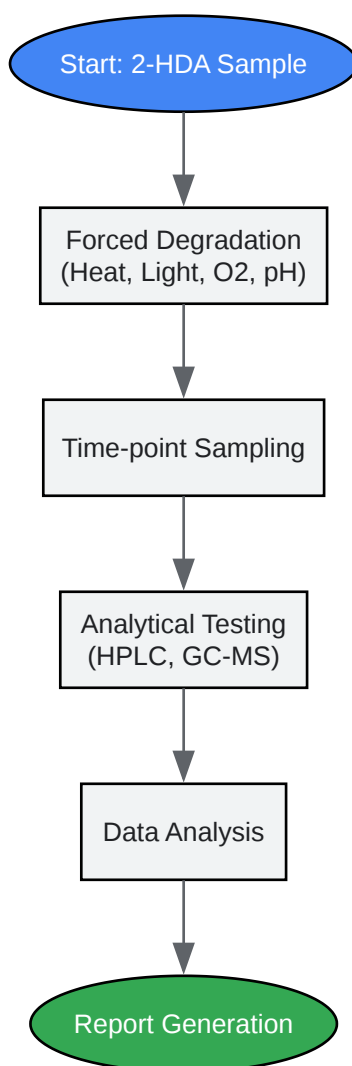 Start: 2-HDA Sample
Forced Degradation
(Heat, Light, O2, pH)
Time-point Sampling
Analytical Testing
(HPLC, GC-MS)
Data Analysis
Report Generation